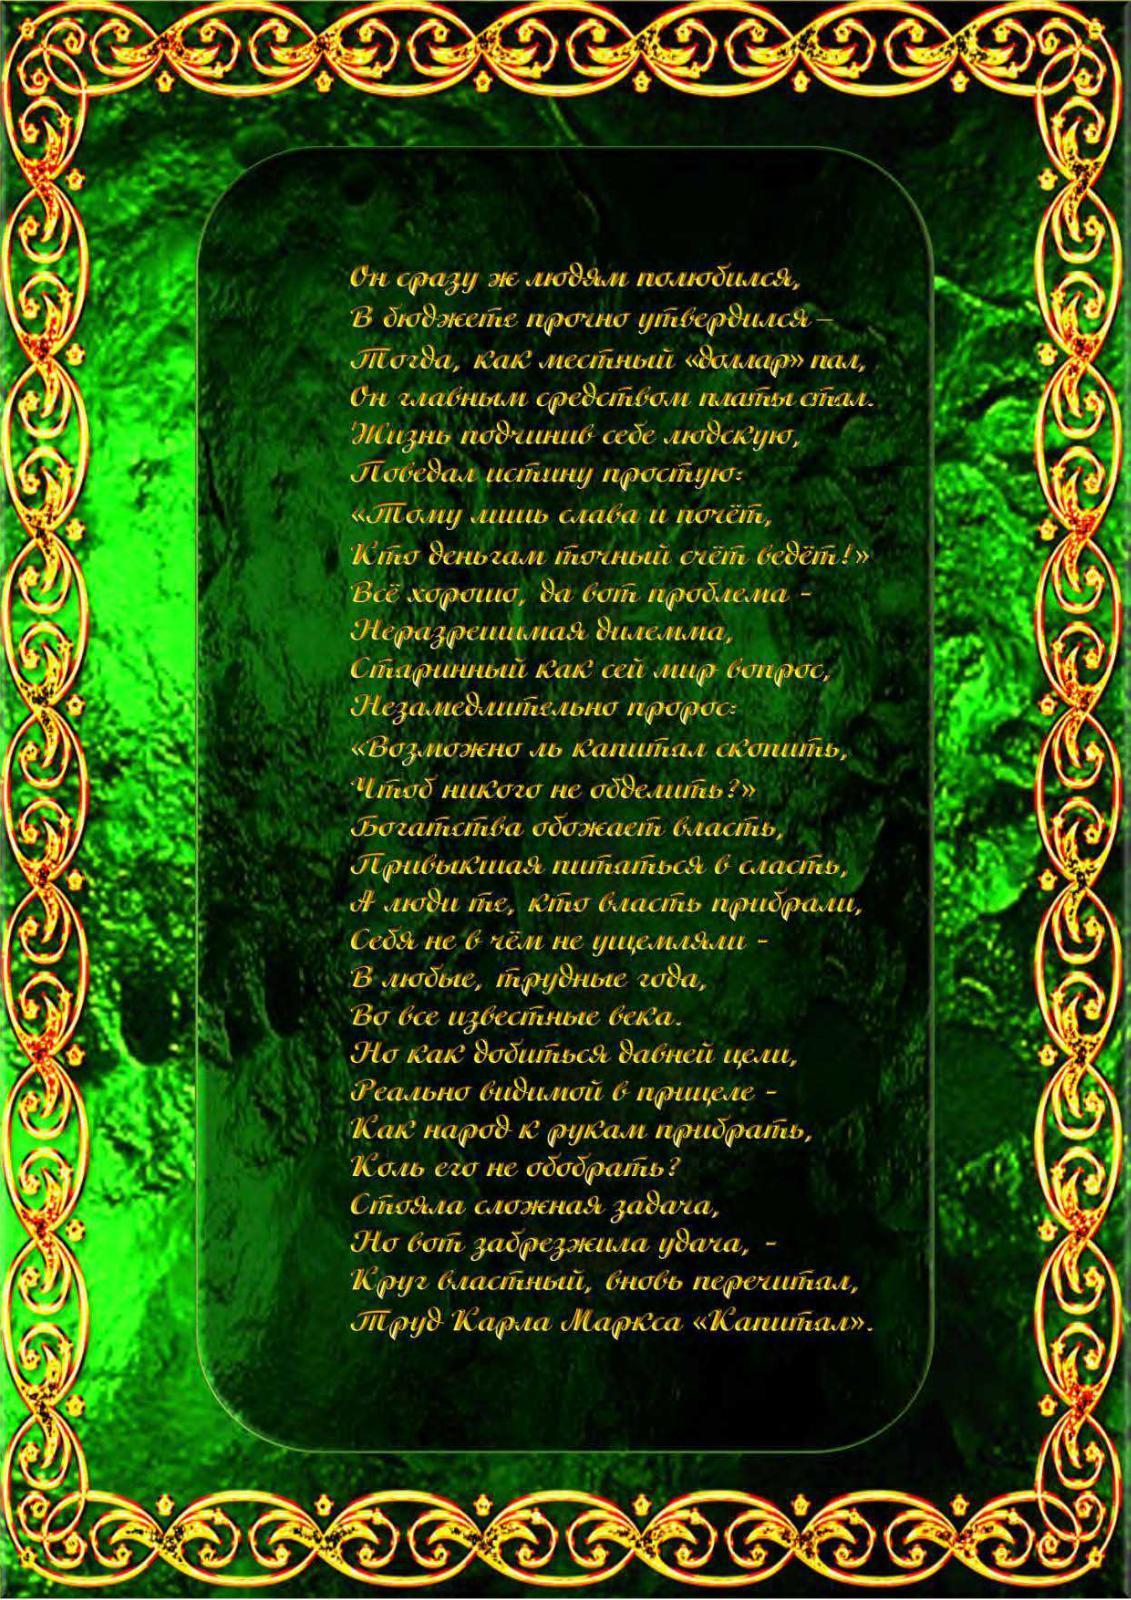 Он сразу ж людям полюбился,
В бюджете прочно утвердился –
Тогда, как местный «доллар» пал,
Он главным средством платы стал.
Жизнь подчинив себе людскую,
Поведал истину простую:
«Тому лишь слава и почёт,
Кто деньгам точный счёт ведёт!»
Всё хорошо, да вот проблема -
Неразрешимая дилемма,
Старинный как сей мир вопрос,
Незамедлительно пророс:
«Возможно ль капитал скопить,
Чтоб никого не обделить?»
Богатства обожает власть,
Привыкшая питаться в сласть,
А люди те, кто власть прибрали,
Себя не в чём не ущемляли -
В любые, трудные года,
Во все известные века.
Но как добиться давней цели,
Реально видимой в прицеле -
Как народ к рукам прибрать,
Коль его не обобрать?
Стояла сложная задача,
Но вот забрезжила удача, -
Круг властный, вновь перечитал,
Труд Карла Маркса «Капитал».